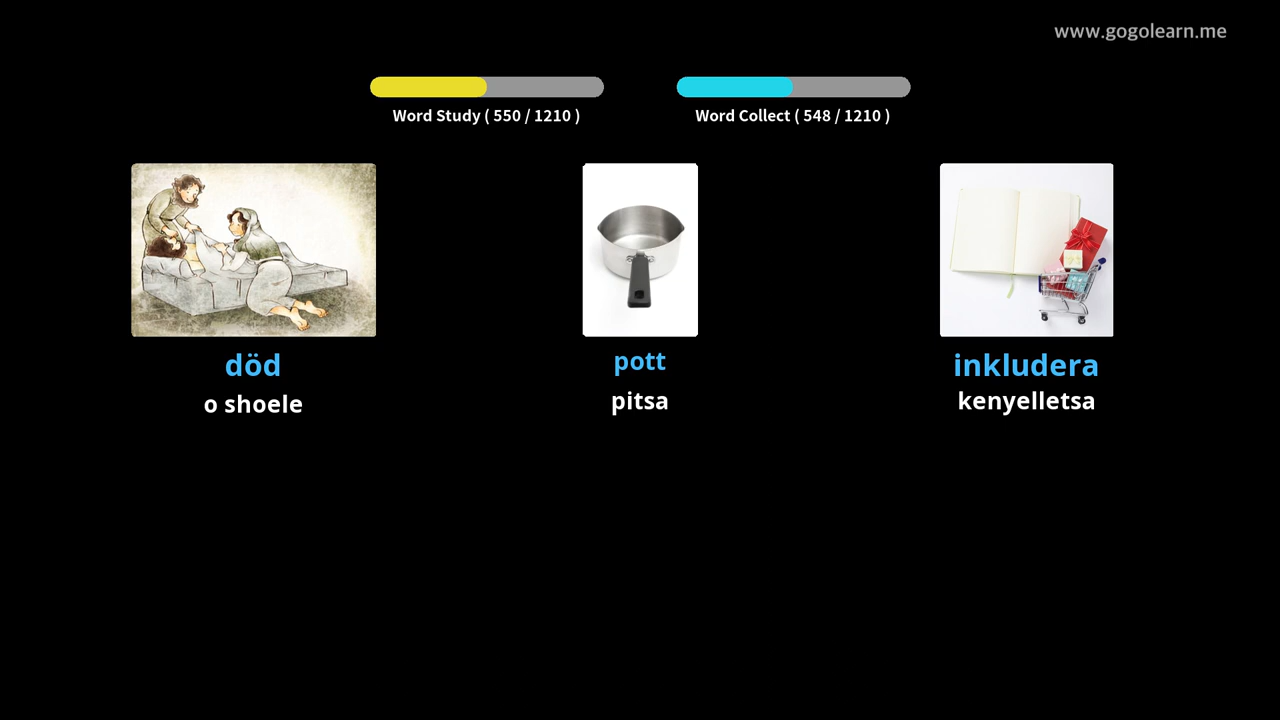 www.gogolearn.me
Word Study ( 550 / 1210 )
Word Collect ( 548 / 1210 )
död
o shoele
pott
pitsa
inkludera
kenyelletsa